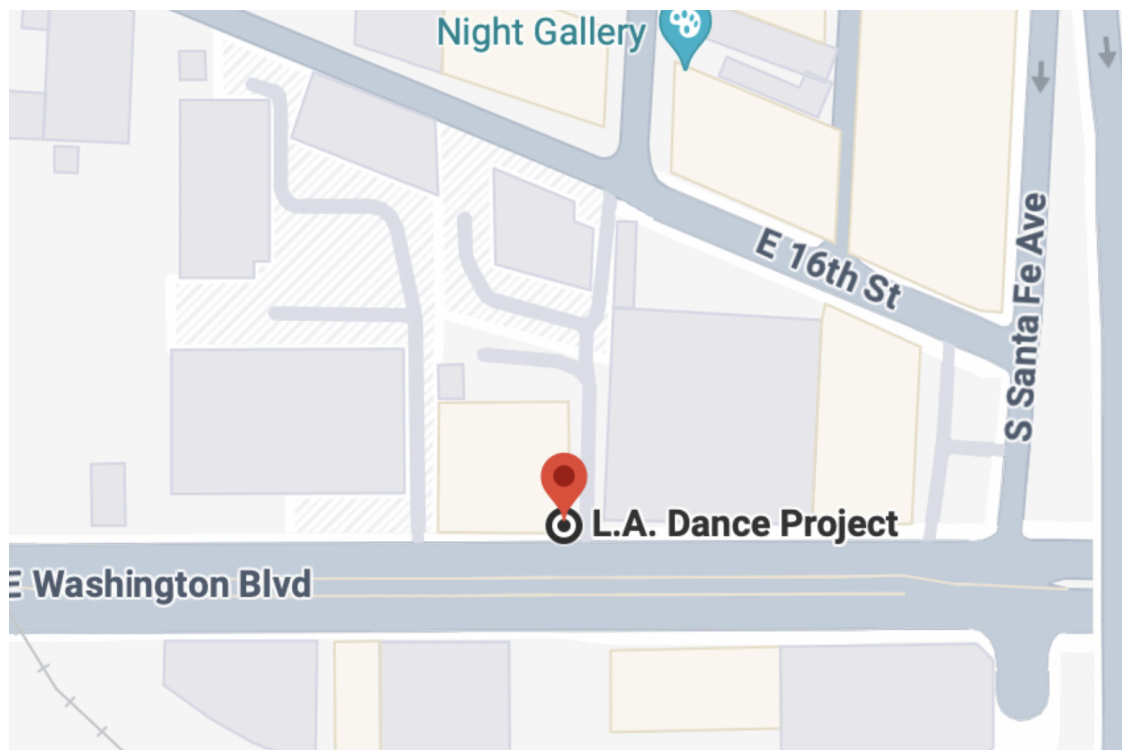 Night Gallery
E 16th St
S Santa Fe Ave
L.A. Dance Project
E Washington Blvd